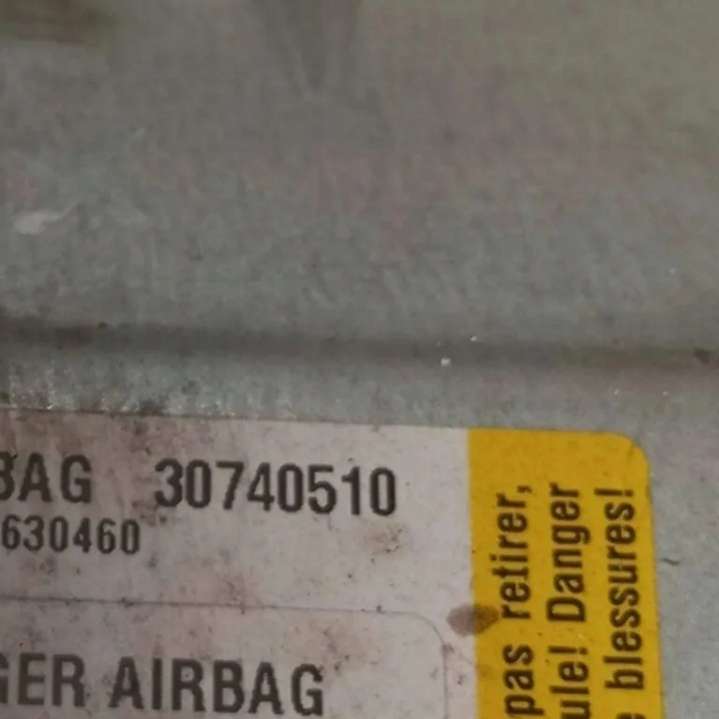 BAG 30740510
630460
GER AIRBAG
pas retirer,
ule! Danger
blessures!